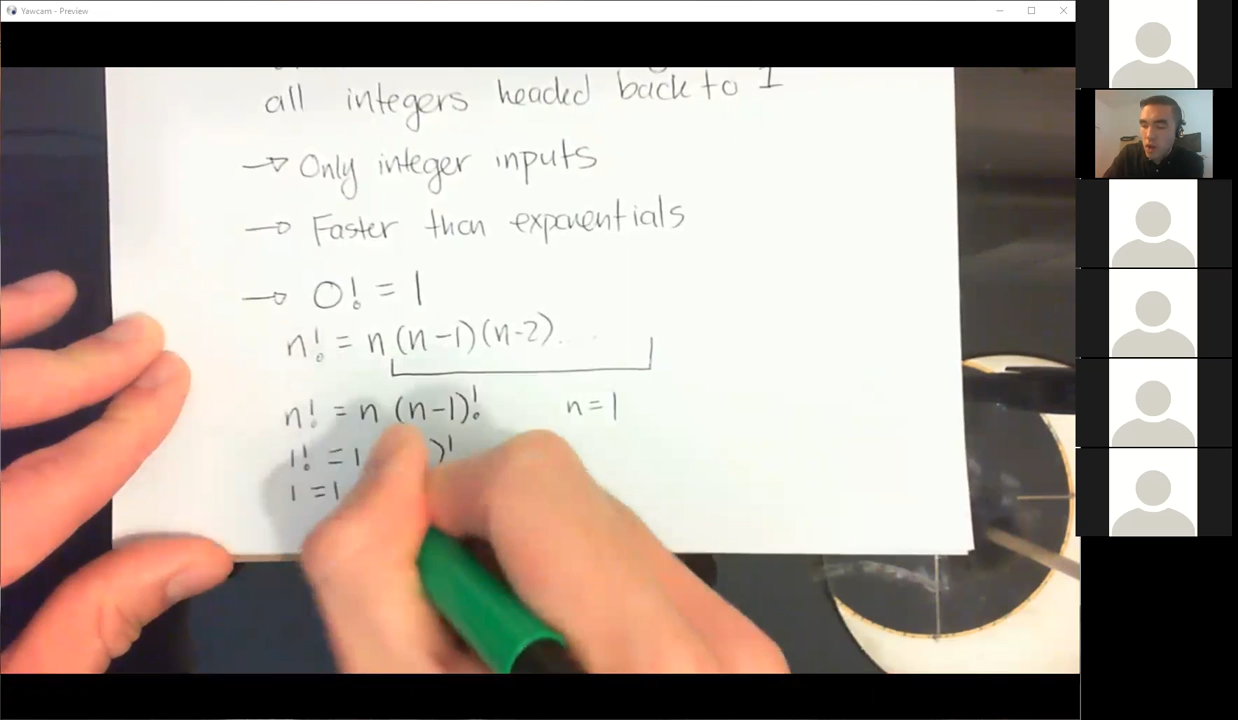 Yawcam - Preview
all integers headed back to 1
→ Only integer inputs
→ Faster than exponentials
→ 0! = 1
n! = n(n-1)(n-2)...
n! = n(n-1)! n=1
1! = 1 )!
1 = 1